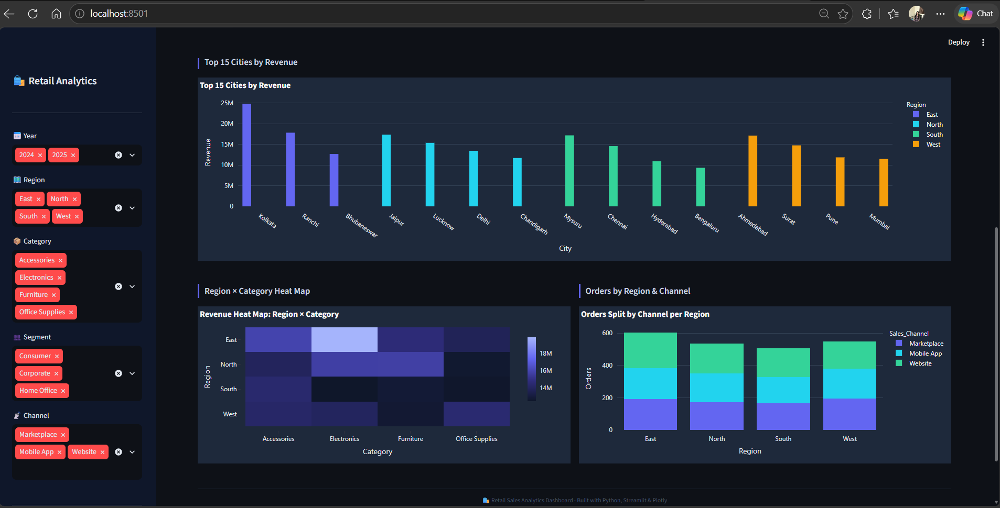 localhost:8501
Chat
Deploy
Retail Analytics
Year
2024 × 2025 ×
Region
East × North ×
South × West ×
Category
Accessories ×
Electronics ×
Furniture ×
Office Supplies ×
Segment
Consumer ×
Corporate ×
Home Office ×
Channel
Marketplace ×
Mobile App × Website ×
Top 15 Cities by Revenue
Top 15 Cities by Revenue
25M
20M
15M
10M
5M
0
Revenue
Kolkata Ranchi Bhubaneswar Jaipur Lucknow Delhi Chandigarh Mysuru Chennai Hyderabad Bengaluru Ahmedabad Surat Pune Mumbai
City
Region
East
North
South
West
Region × Category Heat Map
Revenue Heat Map: Region × Category
East
North
South
West
Region
Accessories Electronics Furniture Office Supplies
Category
18M
16M
14M
Orders by Region & Channel
Orders Split by Channel per Region
600
400
200
0
Orders
East North South West
Region
Sales_Channel
Marketplace
Mobile App
Website
Retail Sales Analytics Dashboard · Built with Python, Streamlit & Plotly